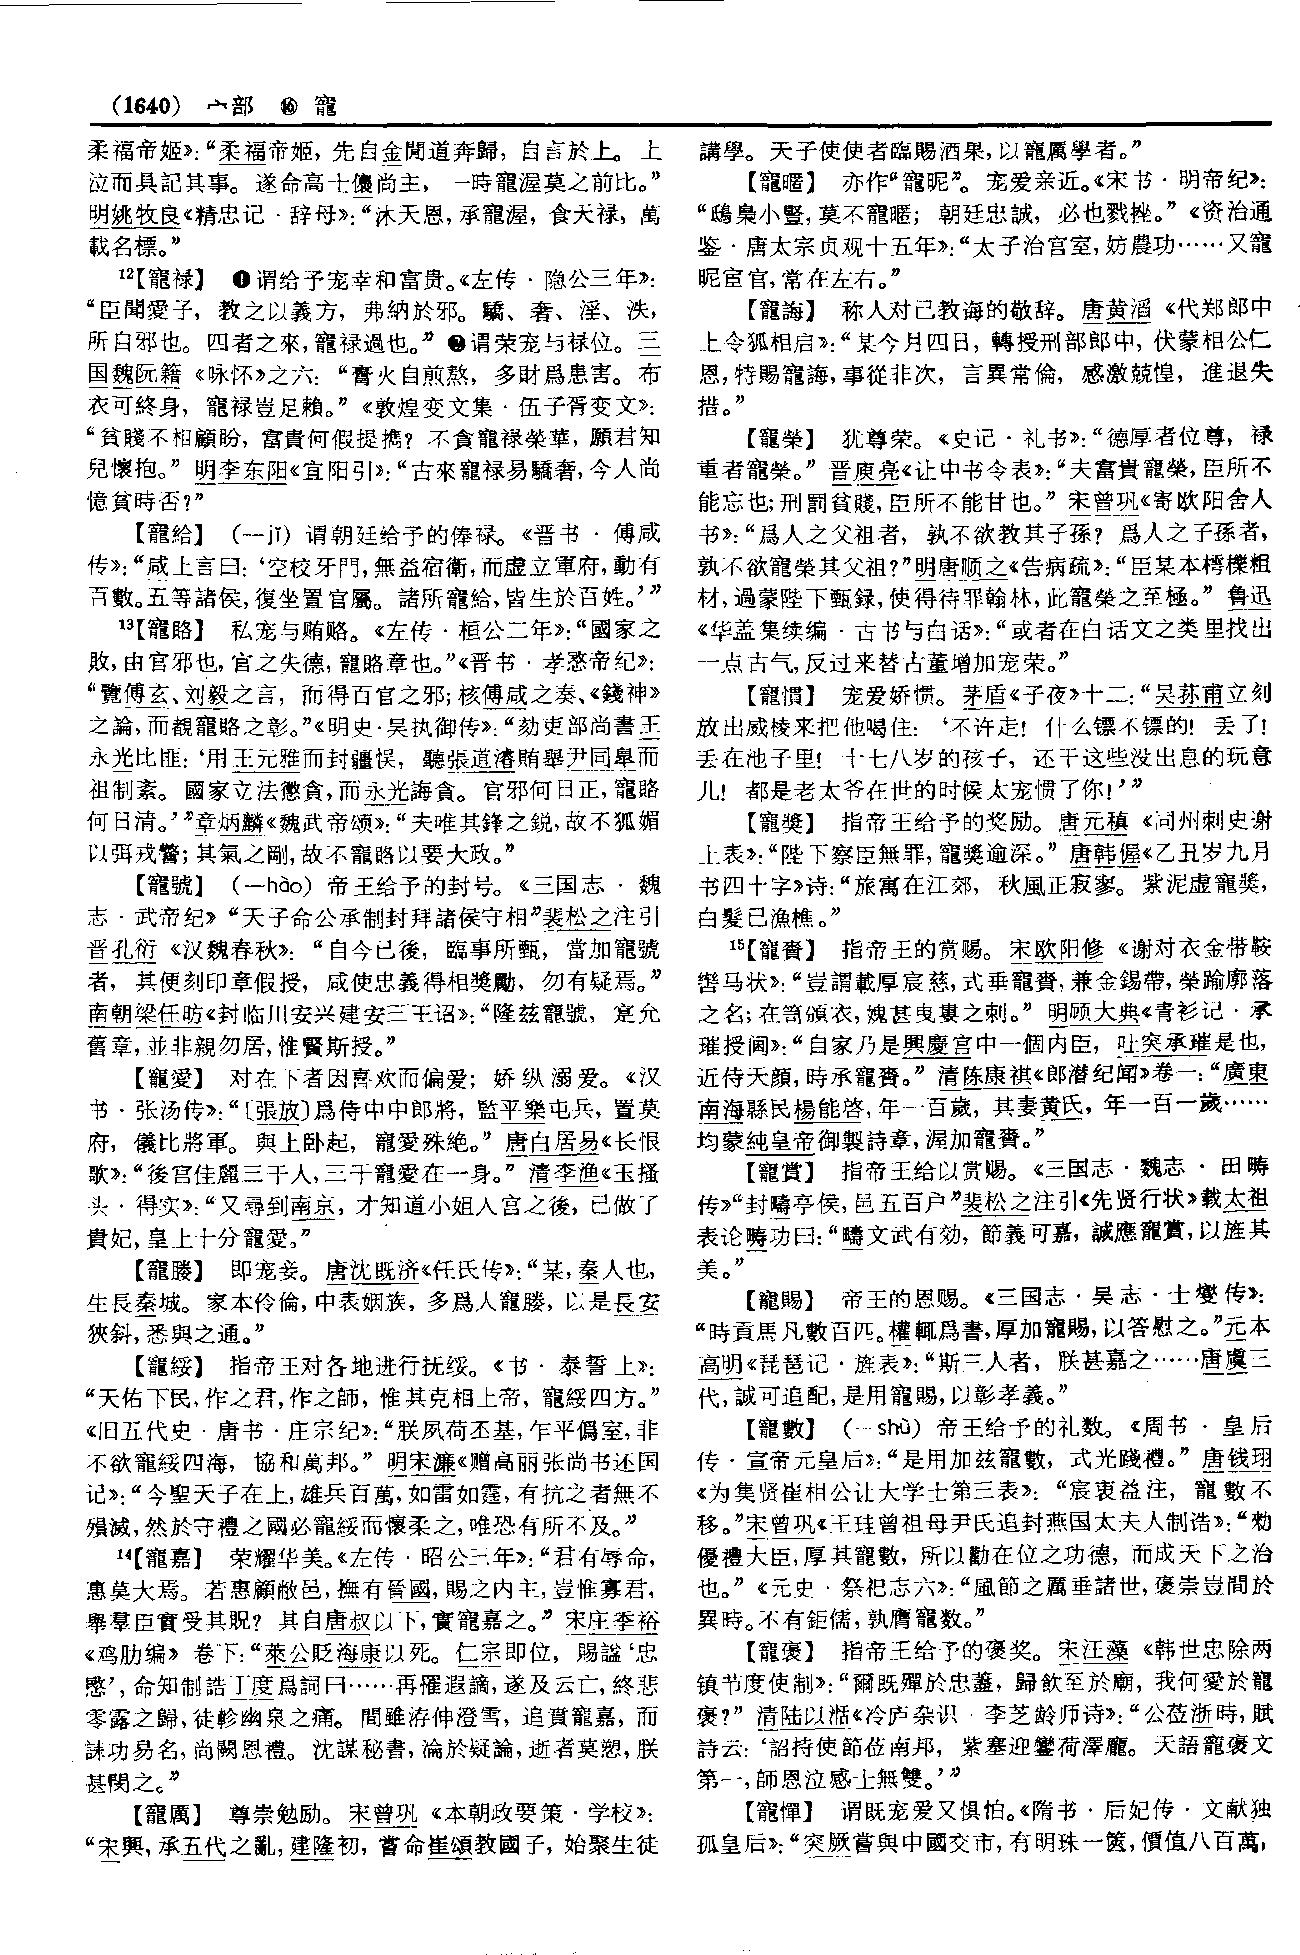 （1640） 宀部 ⑯ 寵
柔福帝姬》：“柔福帝姬，先自金閒道奔歸，自言於上。上
泣而具記其事。遂命高士儾尚主，一時寵渥莫之前比。”
明姚牧良《精忠记·辞母》：“沐天恩，承寵渥，食天禄，萬
載名標。”
12【寵禄】 ❶谓给予宠幸和富贵。《左传·隐公三年》：
“臣聞愛子，教之以義方，弗納於邪。驕、奢、淫、泆，
所自邪也。四者之來，寵禄過也。”❷谓荣宠与禄位。三
国魏阮籍《咏怀》之六：“膏火自煎熬，多財爲患害。布
衣可終身，寵禄豈足賴。”《敦煌变文集·伍子胥变文》：
“貧賤不相顧盼，富貴何假提攜？不貪寵禄榮華，願君知
兒懷抱。”明李东阳《宜阳引》：“古來寵禄易驕奢，今人尚
憶貧時否？”
【寵給】 （—jǐ）谓朝廷给予的俸禄。《晋书·傅咸
传》：“咸上言曰：‘空校牙門，無益宿衛，而虚立軍府，動有
百數。五等諸侯，復坐置官屬。諸所寵給，皆生於百姓。’”
13【寵賂】 私宠与贿赂。《左传·桓公二年》：“國家之
敗，由官邪也，官之失德，寵賂章也。”《晋书·孝愍帝纪》：
“覽傅玄、刘毅之言，而得百官之邪；核傅咸之奏、《錢神》
之論，而覩寵賂之彰。”《明史·吴执御传》：“劾吏部尚書王
永光比匪：‘用王元雅而封疆悮，聽張道濬賄舉尹同皋而
祖制紊。國家立法懲貪，而永光誨貪。官邪何日正，寵賂
何日清。’”章炳麟《魏武帝颂》：“夫唯其鋒之鋭，故不狐媚
以弭戎讐；其氣之剛，故不寵賂以要大政。”
【寵號】 （—hào）帝王给予的封号。《三国志·魏
志·武帝纪》“天子命公承制封拜諸侯守相”裴松之注引
晋孔衍《汉魏春秋》：“自今已後，臨事所甄，當加寵號
者，其便刻印章假授，咸使忠義得相獎勵，勿有疑焉。”
南朝梁任昉《封临川安兴建安三王诏》：“隆兹寵號，寔允
舊章，並非親勿居，惟賢斯授。”
【寵愛】 对在下者因喜欢而偏爱；娇纵溺爱。《汉
书·张汤传》：“〔張放〕爲侍中中郎將，監平樂屯兵，置莫
府，儀比將軍。與上卧起，寵愛殊絶。”唐白居易《长恨
歌》：“後宫佳麗三千人，三千寵愛在一身。”清李渔《玉搔
头·得实》：“又尋到南京，才知道小姐入宫之後，已做了
貴妃，皇上十分寵愛。”
【寵媵】 即宠妾。唐沈既济《任氏传》：“某，秦人也，
生長秦城。家本伶倫，中表姻族，多爲人寵媵，以是長安
狹斜，悉與之通。”
【寵綏】 指帝王对各地进行抚绥。《书·泰誓上》：
“天佑下民，作之君，作之師，惟其克相上帝，寵綏四方。”
《旧五代史·唐书·庄宗纪》：“朕夙荷丕基，乍平僞室，非
不欲寵綏四海，協和萬邦。”明宋濂《赠高丽张尚书还国
记》：“今聖天子在上，雄兵百萬，如雷如霆，有抗之者無不
殞滅，然於守禮之國必寵綏而懷柔之，唯恐有所不及。”
14【寵嘉】 荣耀华美。《左传·昭公三年》：“君有辱命，
惠莫大焉。若惠顧敝邑，撫有晉國，賜之内主，豈惟寡君，
舉羣臣實受其貺？其自唐叔以下，實寵嘉之。”宋庄季裕
《鸡肋编》卷下：“萊公貶海康以死。仁宗即位，賜謚‘忠
愍’，命知制誥丁度爲詞曰……再罹遐謫，遂及云亡，終悲
零露之歸，徒軫幽泉之痛。間雖洊伸澄雪，追賁寵嘉，而
誄功易名，尚闕恩禮。沈謀秘書，淪於疑論，逝者莫愬，朕
甚閔之。”
【寵厲】 尊崇勉励。宋曾巩《本朝政要策·学校》：
“宋興，承五代之亂，建隆初，嘗命崔頌教國子，始聚生徒
講學。天子使使者臨賜酒果，以寵厲學者。”
【寵暱】 亦作“寵昵”。宠爱亲近。《宋书·明帝纪》：
“鴟梟小豎，莫不寵暱；朝廷忠誠，必也戮挫。”《资治通
鉴·唐太宗贞观十五年》：“太子治宫室，妨農功……又寵
昵宦官，常在左右。”
【寵誨】 称人对己教诲的敬辞。唐黄滔《代郑郎中
上令狐相启》：“某今月四日，轉授刑部郎中，伏蒙相公仁
恩，特賜寵誨，事從非次，言異常倫，感激兢惶，進退失
措。”
【寵榮】 犹尊荣。《史记·礼书》：“德厚者位尊，禄
重者寵榮。”晋庾亮《让中书令表》：“夫富貴寵榮，臣所不
能忘也；刑罰貧賤，臣所不能甘也。”宋曾巩《寄欧阳舍人
书》：“爲人之父祖者，孰不欲教其子孫？爲人之子孫者，
孰不欲寵榮其父祖？”明唐顺之《告病疏》：“臣某本樗櫟粗
材，過蒙陛下甄録，使得待罪翰林，此寵榮之至極。”鲁迅
《华盖集续编·古书与白话》：“或者在白话文之类里找出
一点古气，反过来替古董增加宠荣。”
【寵慣】 宠爱娇惯。茅盾《子夜》十二：“吴荪甫立刻
放出威棱来把他喝住：‘不许走！什么镖不镖的！丢了！
丢在池子里！十七八岁的孩子，还干这些没出息的玩意
儿！都是老太爷在世的时候太宠惯了你！’”
【寵獎】 指帝王给予的奖励。唐元稹《同州刺史谢
上表》：“陛下察臣無罪，寵獎逾深。”唐韩偓《乙丑岁九月
书四十字》诗：“旅寓在江郊，秋風正寂寥。紫泥虚寵獎，
白髮已漁樵。”
15【寵賚】 指帝王的赏赐。宋欧阳修《谢对衣金带鞍
辔马状》：“豈謂載厚宸慈，式垂寵賚，兼金錫帶，榮踰廓落
之名；在笥頒衣，媿甚曳婁之刺。”明顾大典《青衫记·承
璀授阃》：“自家乃是興慶宫中一個内臣，吐突承璀是也，
近侍天顔，時承寵賚。”清陈康祺《郎潜纪闻》卷一：“廣東
南海縣民楊能啓，年一百歲，其妻黄氏，年一百一歲……
均蒙純皇帝御製詩章，渥加寵賚。”
【寵賞】 指帝王给以赏赐。《三国志·魏志·田畴
传》“封疇亭侯，邑五百户”裴松之注引《先贤行状》载太祖
表论畴功曰：“疇文武有効，節義可嘉，誠應寵賞，以旌其
美。”
【寵賜】 帝王的恩赐。《三国志·吴志·士燮传》：
“時貢馬凡數百匹。權輒爲書，厚加寵賜，以答慰之。”元本
高明《琵琶记·旌表》：“斯三人者，朕甚嘉之……唐虞三
代，誠可追配，是用寵賜，以彰孝義。”
【寵數】 （—shù）帝王给予的礼数。《周书·皇后
传·宣帝元皇后》：“是用加兹寵數，式光踐禮。”唐钱珝
《为集贤崔相公让大学士第三表》：“宸衷益注，寵數不
移。”宋曾巩《王珪曾祖母尹氏追封燕国太夫人制诰》：“勑
優禮大臣，厚其寵數，所以勸在位之功德，而成天下之治
也。”《元史·祭祀志六》：“風節之厲垂諸世，褒崇豈間於
異時。不有鉅儒，孰膺寵数。”
【寵褒】 指帝王给予的褒奖。宋汪藻《韩世忠除两
镇节度使制》：“爾既殫於忠藎，歸飲至於廟，我何愛於寵
褒？”清陆以湉《冷庐杂识·李芝龄师诗》：“公莅浙時，賦
詩云：‘詔持使節莅南邦，紫塞迎鑾荷澤厖。天語寵褒文
第一，師恩泣感士無雙。’”
【寵憚】 谓既宠爱又惧怕。《隋书·后妃传·文献独
孤皇后》：“突厥嘗與中國交市，有明珠一篋，價值八百萬，